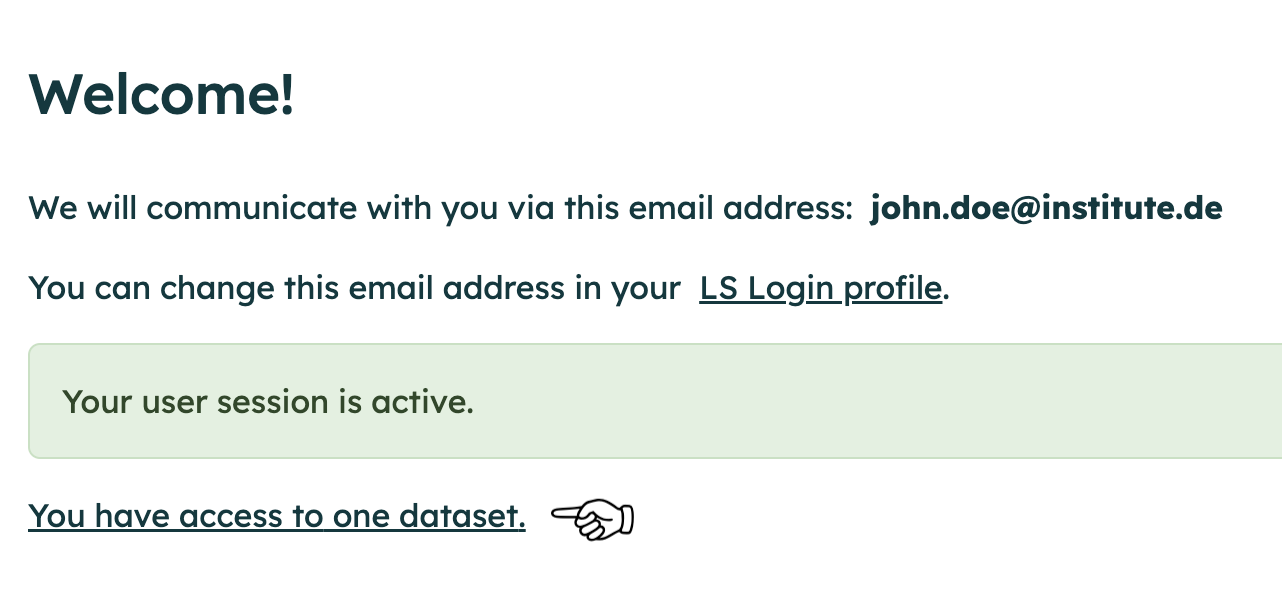 Welcome!
We will communicate with you via this email address: john.doe@institute.de
You can change this email address in your LS Login profile.
Your user session is active.
You have access to one dataset.